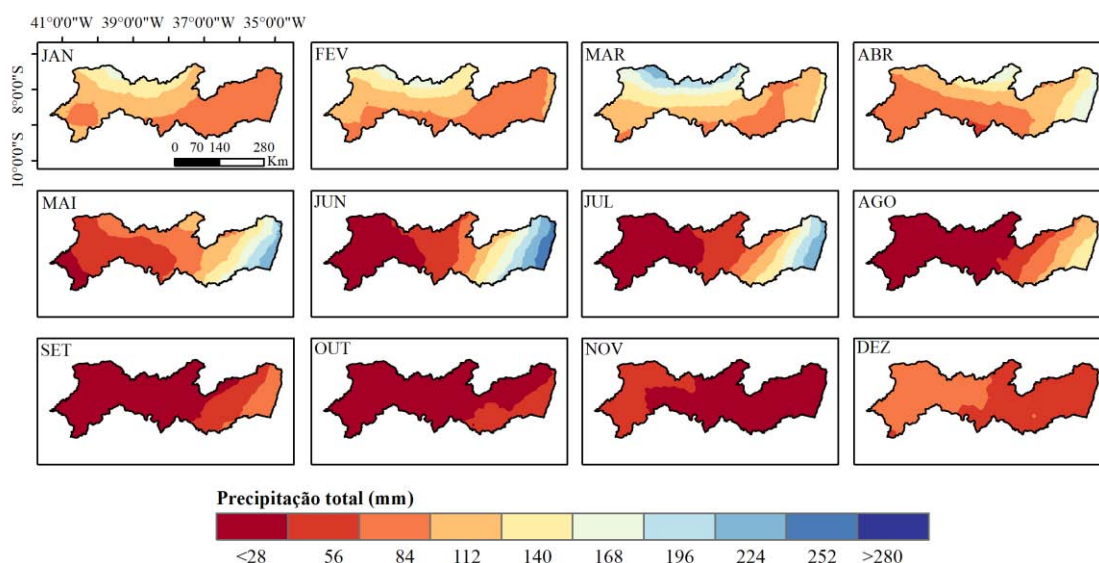 41°0'0"W 39°0'0"W 37°0'0"W 35°0'0"W
JAN
FEV
MAR
ABR
8°0'0"S
10°0'0"S
0 70 140 280
Km
MAI
JUN
JUL
AGO
SET
OUT
NOV
DEZ
Precipitação total (mm)
<28 56 84 112 140 168 196 224 252 >280